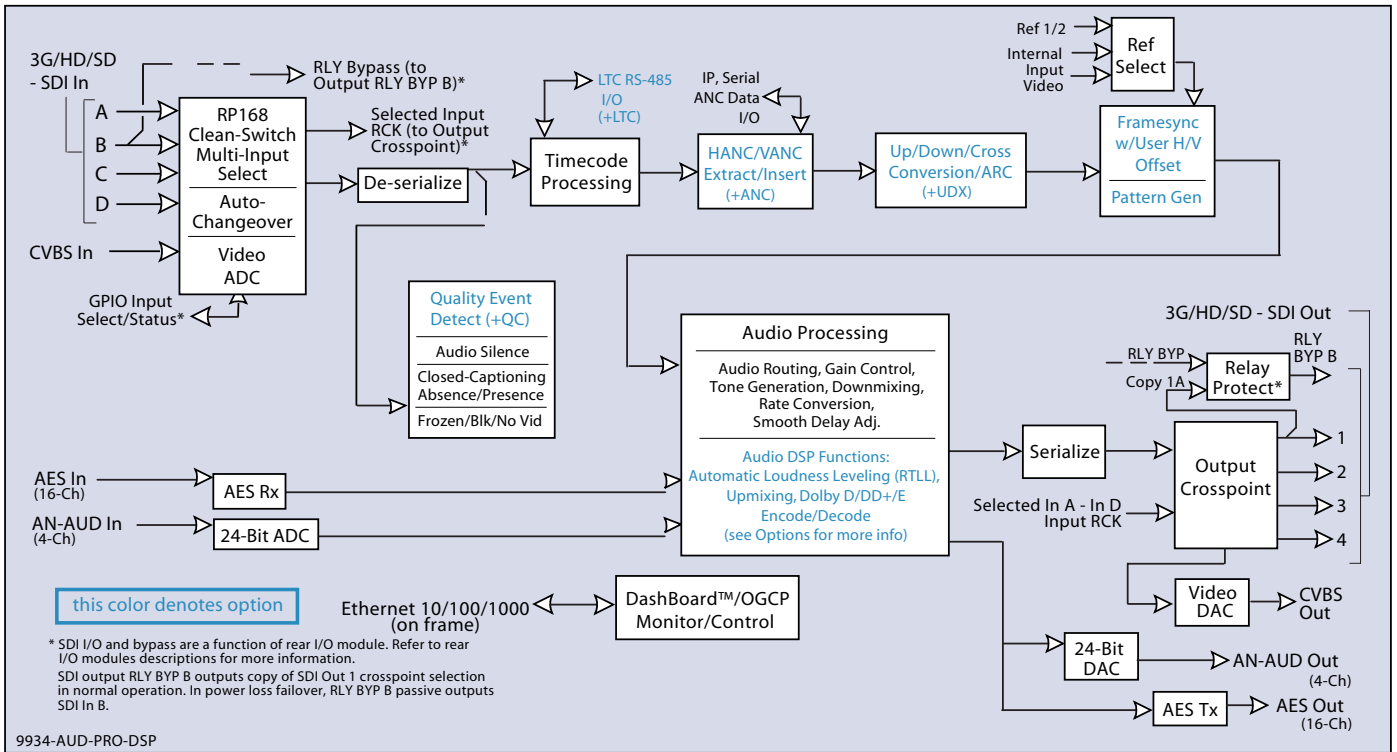 3G/HD/SD
- SDI In
A
B
C
D
CVBS In
GPIO Input
Select/Status*
RLY Bypass (to
Output RLY BYP B)*
RP168
Clean-Switch
Multi-Input
Select
Auto-
Changeover
Video
ADC
Selected Input
RCK (to Output
Crosspoint)*
De-serialize
LTC RS-485
I/O
(+LTC)
Timecode
Processing
IP, Serial
ANC Data
I/O
HANC/VANC
Extract/Insert
(+ANC)
Up/Down/Cross
Conversion/ARC
(+UDX)
Ref 1/2
Internal
Input
Video
Ref
Select
Framesync
w/User H/V
Offset
Pattern Gen
Quality Event
Detect (+QC)
Audio Silence
Closed-Captioning
Absence/Presence
Frozen/Blk/No Vid
Audio Processing
Audio Routing, Gain Control,
Tone Generation, Downmixing,
Rate Conversion,
Smooth Delay Adj.
Audio DSP Functions:
Automatic Loudness Leveling (RTLL),
Upmixing, Dolby D/DD+/E
Encode/Decode
(see Options for more info)
AES In
(16-Ch)
AES Rx
AN-AUD In
(4-Ch)
24-Bit ADC
3G/HD/SD - SDI Out
RLY BYP
Copy 1A
Relay
Protect*
RLY
BYP B
Serialize
Selected In A - In D
Input RCK
Output
Crosspoint
1
2
3
4
Video
DAC
CVBS
Out
24-Bit
DAC
AN-AUD Out
(4-Ch)
AES Tx
AES Out
(16-Ch)
this color denotes option
Ethernet 10/100/1000
(on frame)
DashBoard™/OGCP
Monitor/Control
* SDI I/O and bypass are a function of rear I/O module. Refer to rear
I/O modules descriptions for more information.
SDI output RLY BYP B outputs copy of SDI Out 1 crosspoint selection
in normal operation. In power loss failover, RLY BYP B passive outputs
SDI In B.
9934-AUD-PRO-DSP